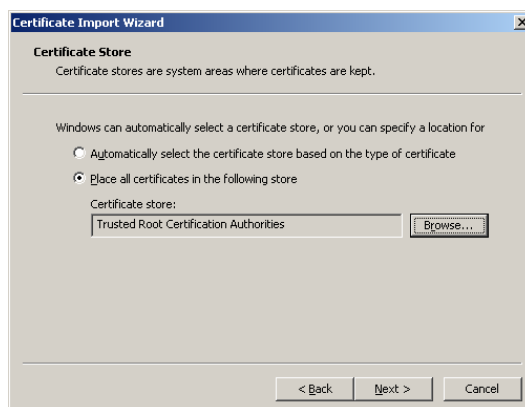 Certificate Import Wizard
Certificate Store
Certificate stores are system areas where certificates are kept.
Windows can automatically select a certificate store, or you can specify a location for
Automatically select the certificate store based on the type of certificate
Place all certificates in the following store
Certificate store:
Trusted Root Certification Authorities
Browse...
< Back
Next >
Cancel